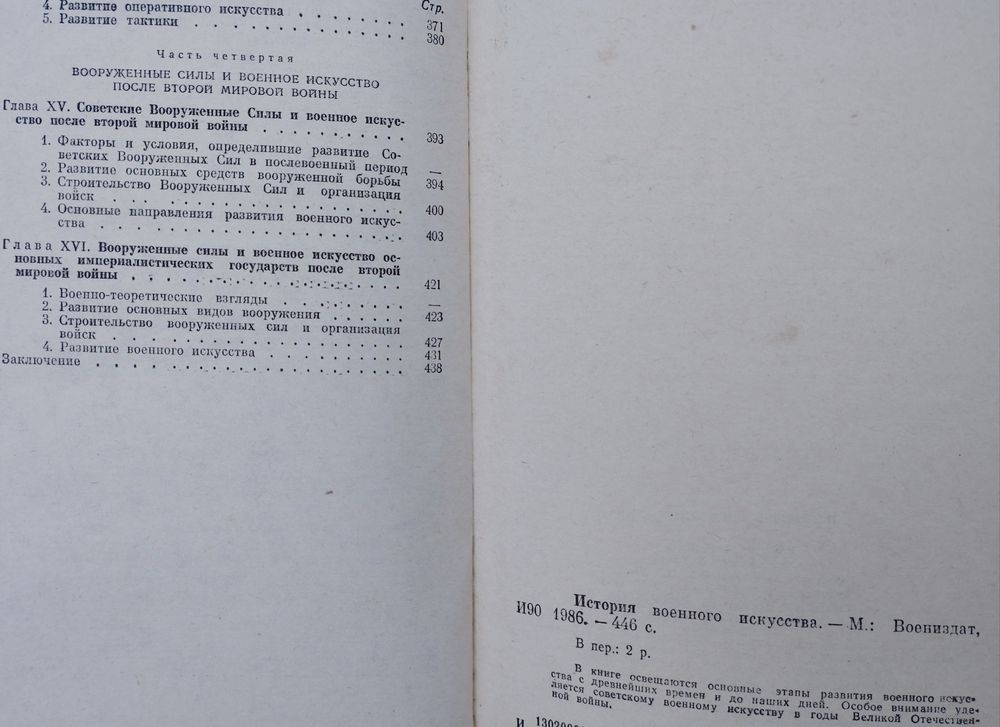 Стр.
4. Развитие оперативного искусства . . . . . . . 371
5. Развитие тактики . . . . . . . . . . . . . 380
Часть четвертая
ВООРУЖЕННЫЕ СИЛЫ И ВОЕННОЕ ИСКУССТВО
ПОСЛЕ ВТОРОЙ МИРОВОЙ ВОЙНЫ
Глава XV. Советские Вооруженные Силы и военное искус-
ство после второй мировой войны . . . . . . . . . . 393
1. Факторы и условия, определившие развитие Со-
ветских Вооруженных Сил в послевоенный период —
2. Развитие основных средств вооруженной борьбы 394
3. Строительство Вооруженных Сил и организация
войск . . . . . . . . . . . . . . . . . . 400
4. Основные направления развития военного искус-
ства . . . . . . . . . . . . . . . . . . . 403
Глава XVI. Вооруженные силы и военное искусство ос-
новных империалистических государств после второй
мировой войны . . . . . . . . . . . . . . . . . 421
1. Военно-теоретические взгляды . . . . . . . . —
2. Развитие основных видов вооружения . . . . . . 423
3. Строительство вооруженных сил и организация
войск . . . . . . . . . . . . . . . . . . 427
4. Развитие военного искусства . . . . . . . . . 431
Заключение . . . . . . . . . . . . . . . . . . . 438
История военного искусства. — М.: Воениздат,
И90 1986. — 446 с.
В пер.: 2 р.
В книге освещаются основные этапы развития военного искус-
ства с древнейших времен и до наших дней. Особое внимание уде-
ляется советскому военному искусству в годы Великой Отечествен-
ной войны.
И